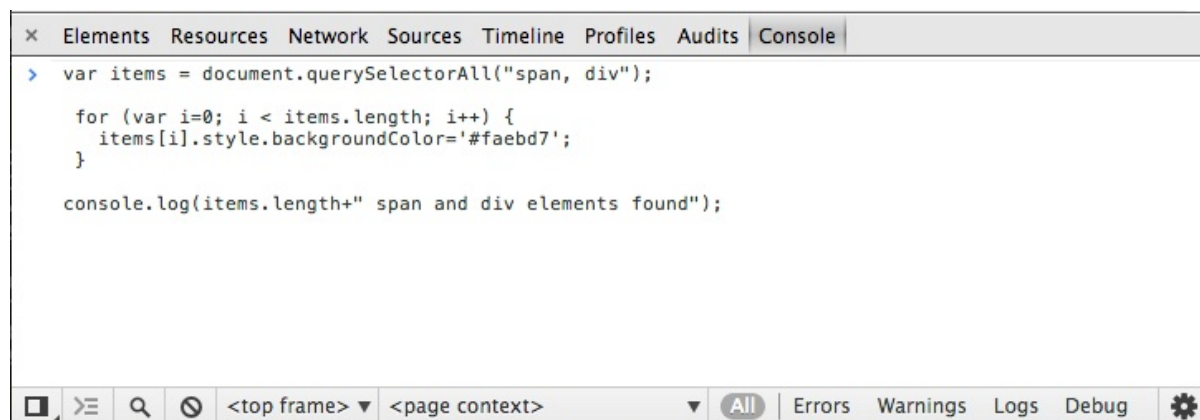 × Elements Resources Network Sources Timeline Profiles Audits Console
> var items = document.querySelectorAll("span, div");
for (var i=0; i < items.length; i++) {
items[i].style.backgroundColor='#faebd7';
}
console.log(items.length+" span and div elements found");
<top frame> ▼ <page context> ▼ All Errors Warnings Logs Debug